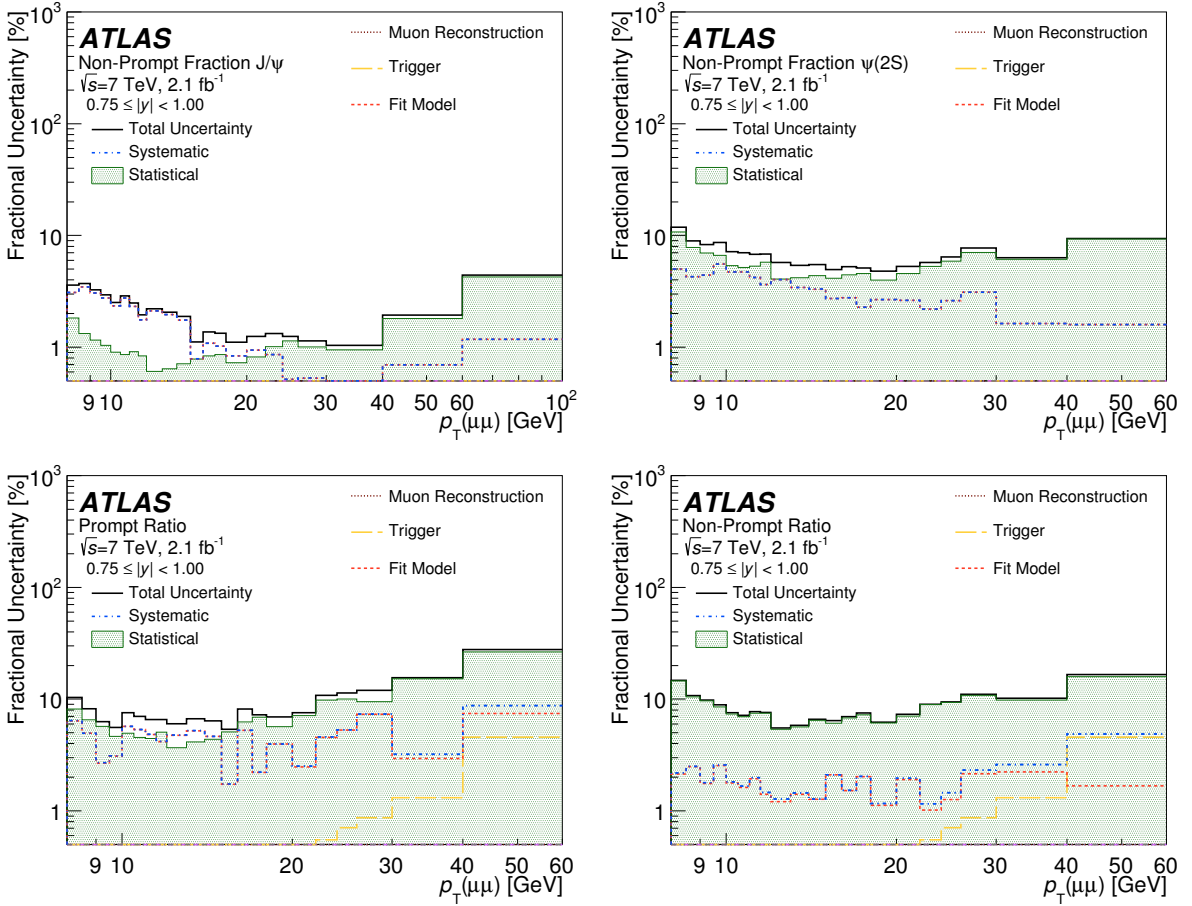 Fractional Uncertainty [%]
10³
10²
10
1
ATLAS
Non-Prompt Fraction J/ψ
√s=7 TeV, 2.1 fb⁻¹
0.75 ≤ |y| < 1.00
Total Uncertainty
Systematic
Statistical
Muon Reconstruction
Trigger
Fit Model
9 10 20 30 40 50 60 10²
p_T(μμ) [GeV]
Fractional Uncertainty [%]
10³
10²
10
1
ATLAS
Non-Prompt Fraction ψ(2S)
√s=7 TeV, 2.1 fb⁻¹
0.75 ≤ |y| < 1.00
Total Uncertainty
Systematic
Statistical
Muon Reconstruction
Trigger
Fit Model
9 10 20 30 40 50 60
p_T(μμ) [GeV]
Fractional Uncertainty [%]
10³
10²
10
1
ATLAS
Prompt Ratio
√s=7 TeV, 2.1 fb⁻¹
0.75 ≤ |y| < 1.00
Total Uncertainty
Systematic
Statistical
Muon Reconstruction
Trigger
Fit Model
9 10 20 30 40 50 60
p_T(μμ) [GeV]
Fractional Uncertainty [%]
10³
10²
10
1
ATLAS
Non-Prompt Ratio
√s=7 TeV, 2.1 fb⁻¹
0.75 ≤ |y| < 1.00
Total Uncertainty
Systematic
Statistical
Muon Reconstruction
Trigger
Fit Model
9 10 20 30 40 50 60
p_T(μμ) [GeV]